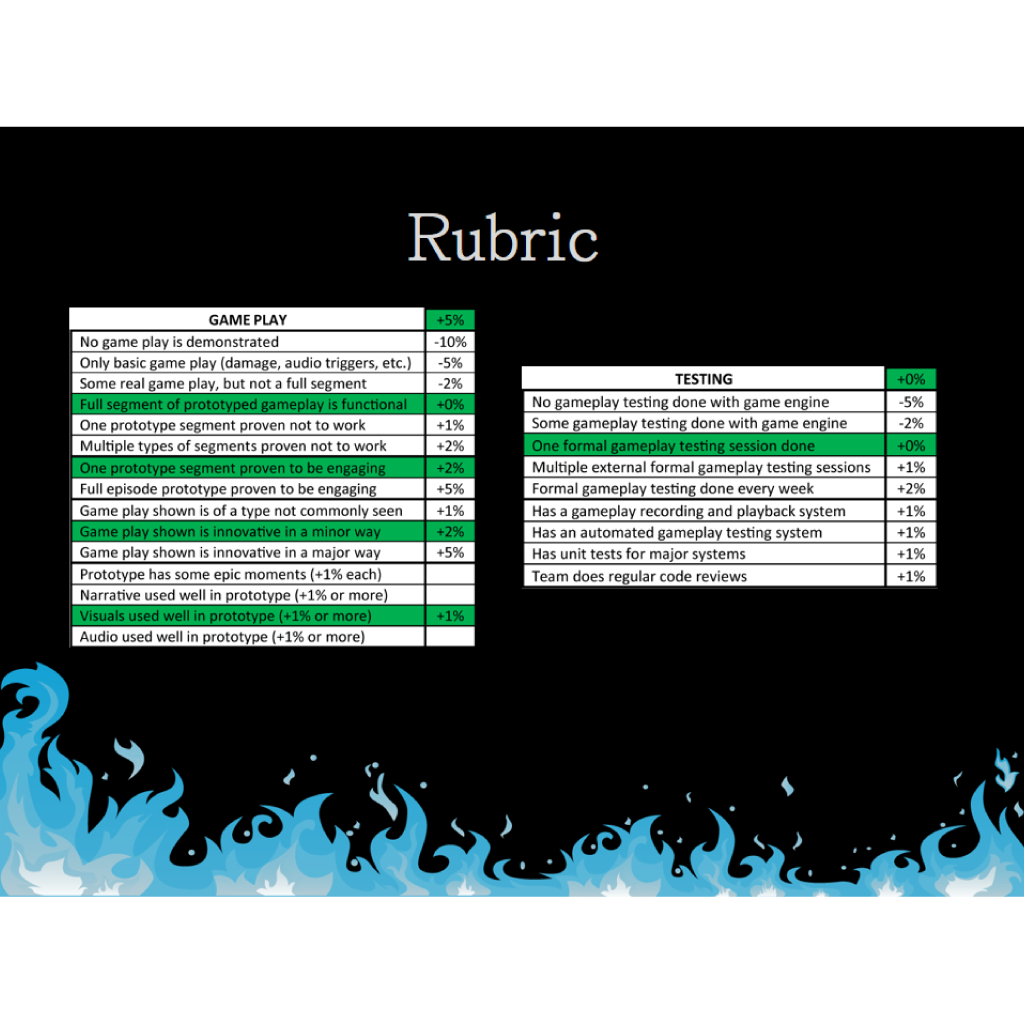 Rubric
GAME PLAY +5%
No game play is demonstrated -10%
Only basic game play (damage, audio triggers, etc.) -5%
Some real game play, but not a full segment -2%
Full segment of prototyped gameplay is functional +0%
One prototype segment proven not to work +1%
Multiple types of segments proven not to work +2%
One prototype segment proven to be engaging +2%
Full episode prototype proven to be engaging +5%
Game play shown is of a type not commonly seen +1%
Game play shown is innovative in a minor way +2%
Game play shown is innovative in a major way +5%
Prototype has some epic moments (+1% each)
Narrative used well in prototype (+1% or more)
Visuals used well in prototype (+1% or more) +1%
Audio used well in prototype (+1% or more)
TESTING +0%
No gameplay testing done with game engine -5%
Some gameplay testing done with game engine -2%
One formal gameplay testing session done +0%
Multiple external formal gameplay testing sessions +1%
Formal gameplay testing done every week +2%
Has a gameplay recording and playback system +1%
Has an automated gameplay testing system +1%
Has unit tests for major systems +1%
Team does regular code reviews +1%